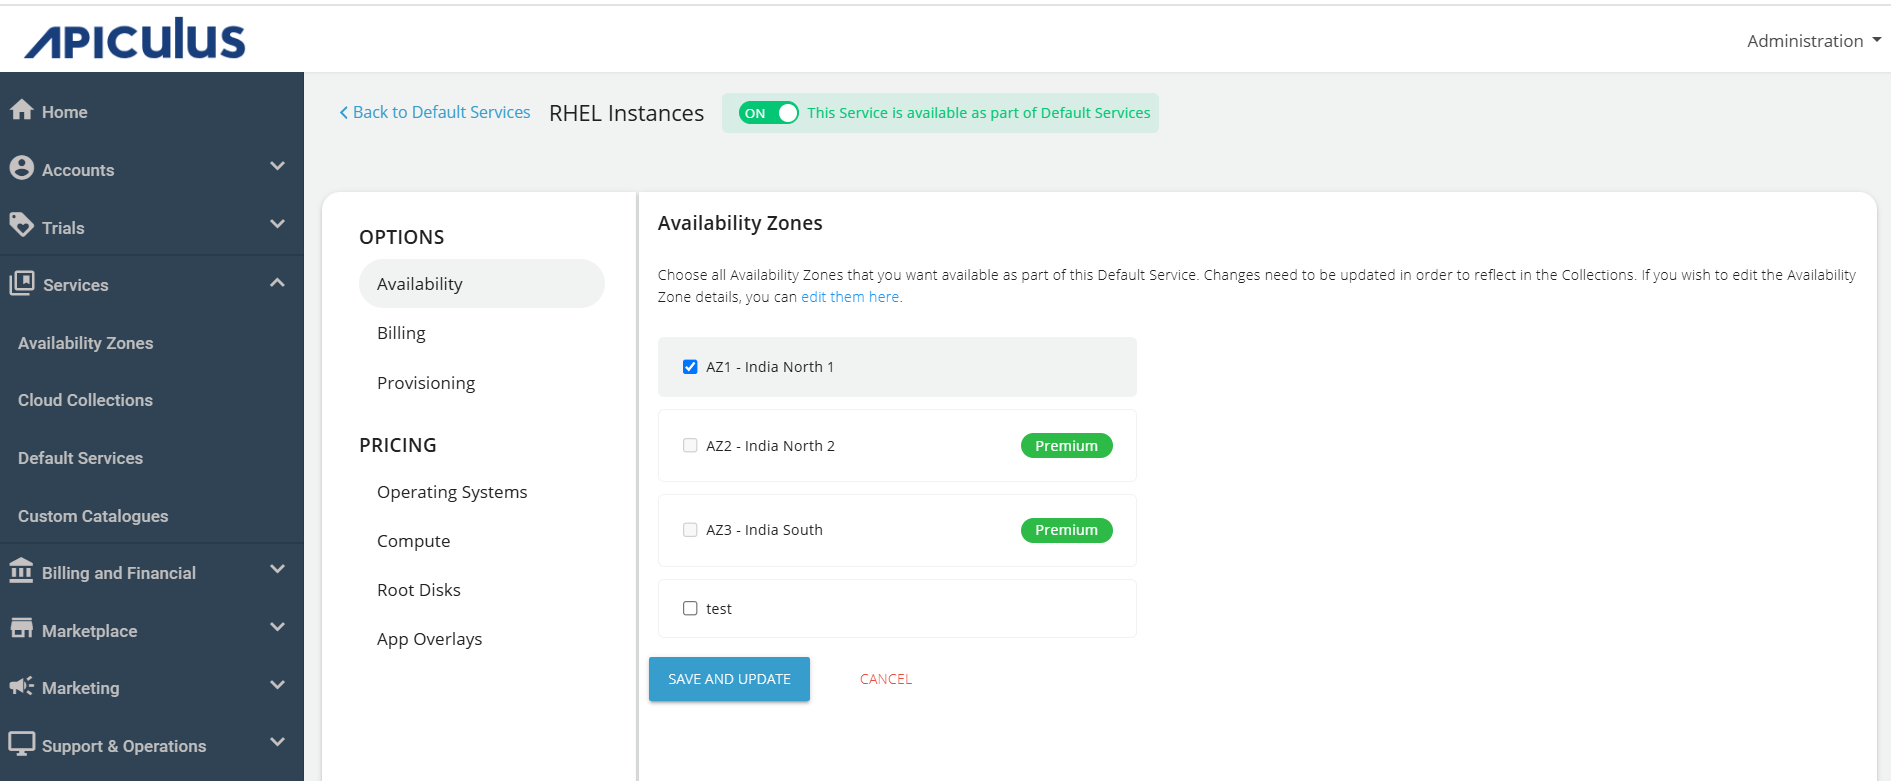 APICULUS
Administration
Home
Accounts
Trials
Services
Availability Zones
Cloud Collections
Default Services
Custom Catalogues
Billing and Financial
Marketplace
Marketing
Support & Operations
Back to Default Services
RHEL Instances
ON
This Service is available as part of Default Services
OPTIONS
Availability
Billing
Provisioning
PRICING
Operating Systems
Compute
Root Disks
App Overlays
Availability Zones
Choose all Availability Zones that you want available as part of this Default Service. Changes need to be updated in order to reflect in the Collections. If you wish to edit the Availability
Zone details, you can edit them here.
AZ1 - India North 1
AZ2 - India North 2
Premium
AZ3 - India South
Premium
test
SAVE AND UPDATE
CANCEL